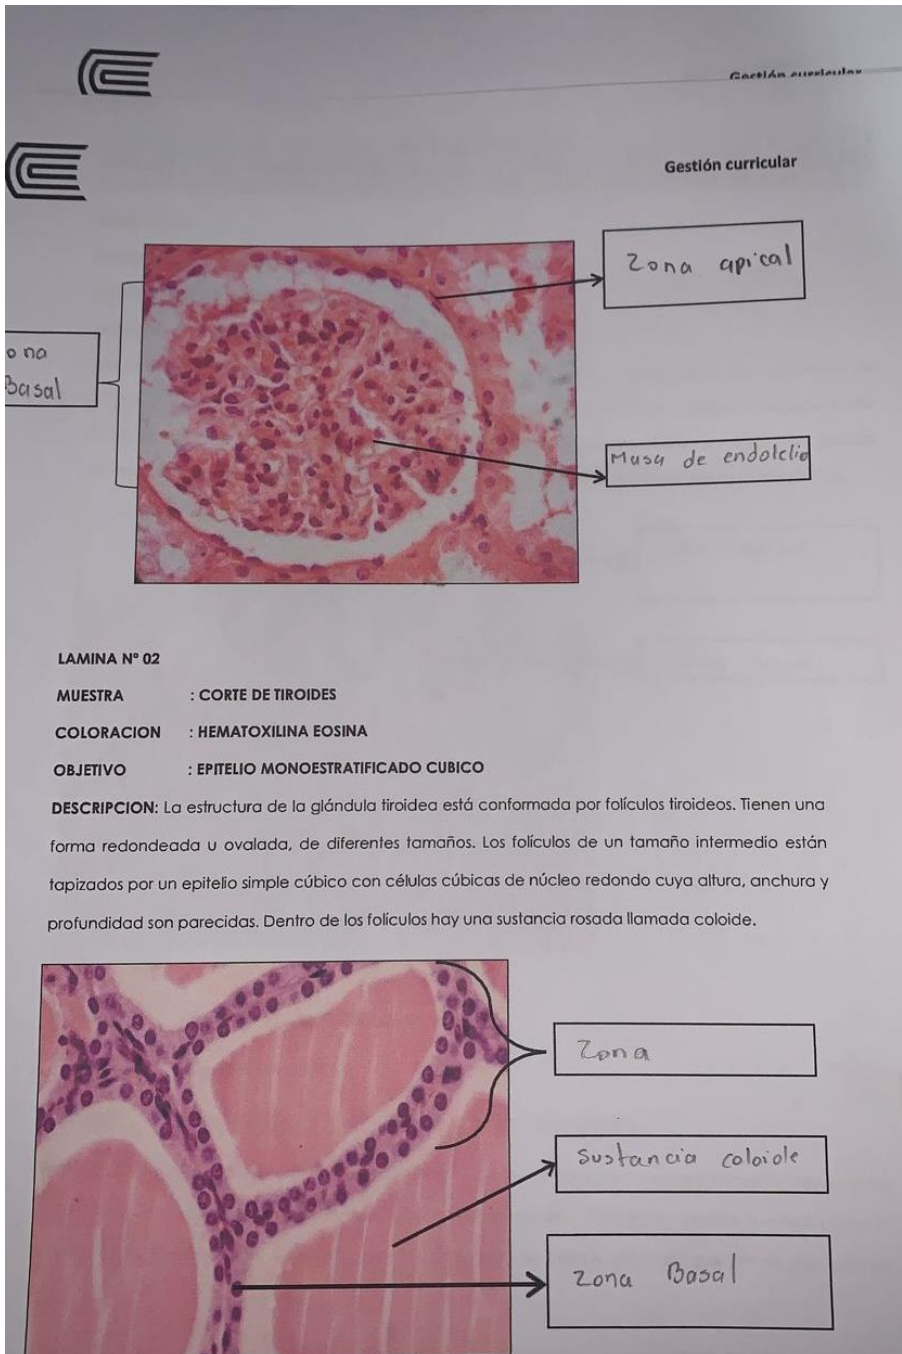 Gestión curricular
Gestión curricular
Zona apical
ona
Basal
Masa de endotelio
LAMINA Nº 02
MUESTRA : CORTE DE TIROIDES
COLORACION : HEMATOXILINA EOSINA
OBJETIVO : EPITELIO MONOESTRATIFICADO CUBICO
DESCRIPCION: La estructura de la glándula tiroidea está conformada por folículos tiroideos. Tienen una
forma redondeada u ovalada, de diferentes tamaños. Los folículos de un tamaño intermedio están
tapizados por un epitelio simple cúbico con células cúbicas de núcleo redondo cuya altura, anchura y
profundidad son parecidas. Dentro de los folículos hay una sustancia rosada llamada coloide.
Zona
Sustancia coloide
Zona Basal